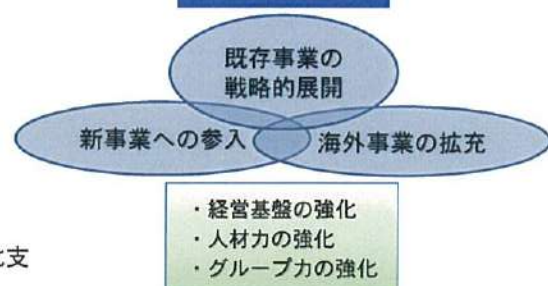 既存事業の
戦略的展開
新事業への参入
海外事業の拡充
・経営基盤の強化
・人材力の強化
・グループ力の強化
支